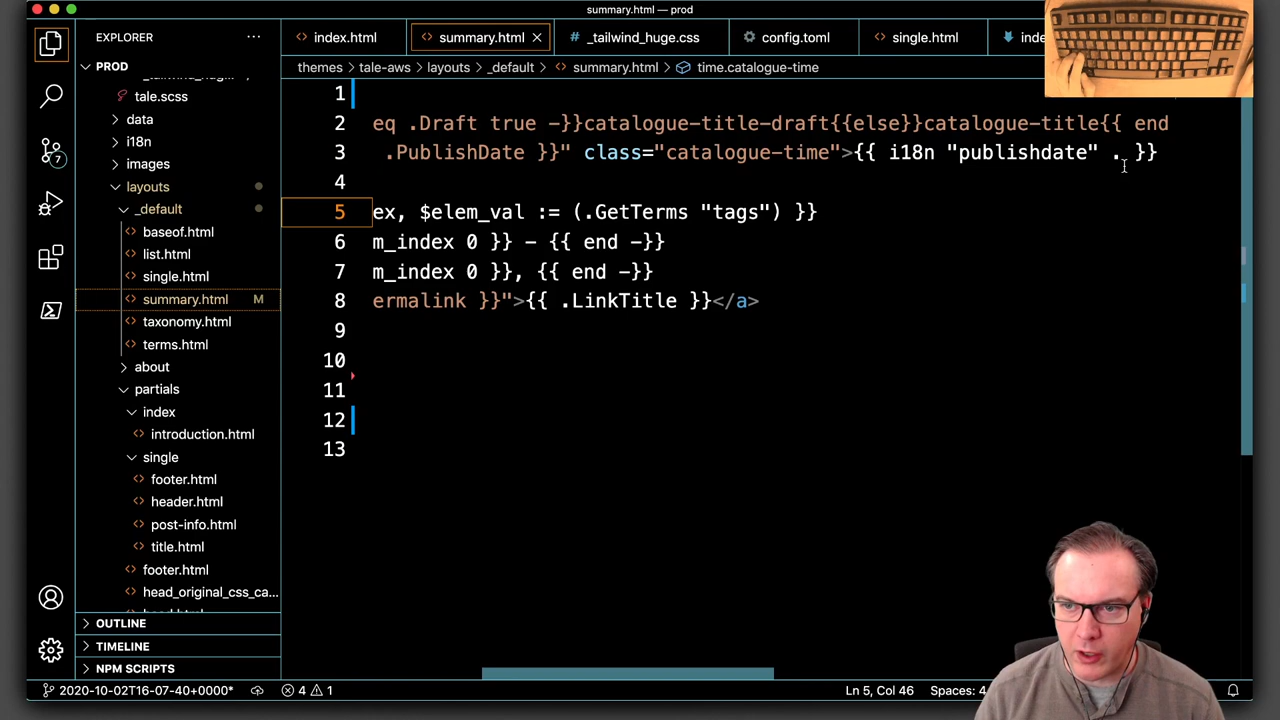 summary.html — prod
EXPLORER
index.html
summary.html
_tailwind_huge.css
config.toml
single.html
PROD
themes > tale-aws > layouts > _default > summary.html > time.catalogue-time
tale.scss
data
i18n
images
layouts
_default
baseof.html
list.html
single.html
summary.html M
taxonomy.html
terms.html
about
partials
index
introduction.html
single
footer.html
header.html
post-info.html
title.html
footer.html
head_original_css_ca...
OUTLINE
TIMELINE
NPM SCRIPTS
1
2 eq .Draft true -}}catalogue-title-draft{{else}}catalogue-title{{ end
3 .PublishDate }}" class="catalogue-time">{{ i18n "publishdate" . }}
4
5 ex, $elem_val := (.GetTerms "tags") }}
6 m_index 0 }} - {{ end -}}
7 m_index 0 }}, {{ end -}}
8 ermalink }}">{{ .LinkTitle }}</a>
9
10
11
12
13
7
2020-10-02T16-07-40+0000*
4
1
Ln 5, Col 46
Spaces: 4